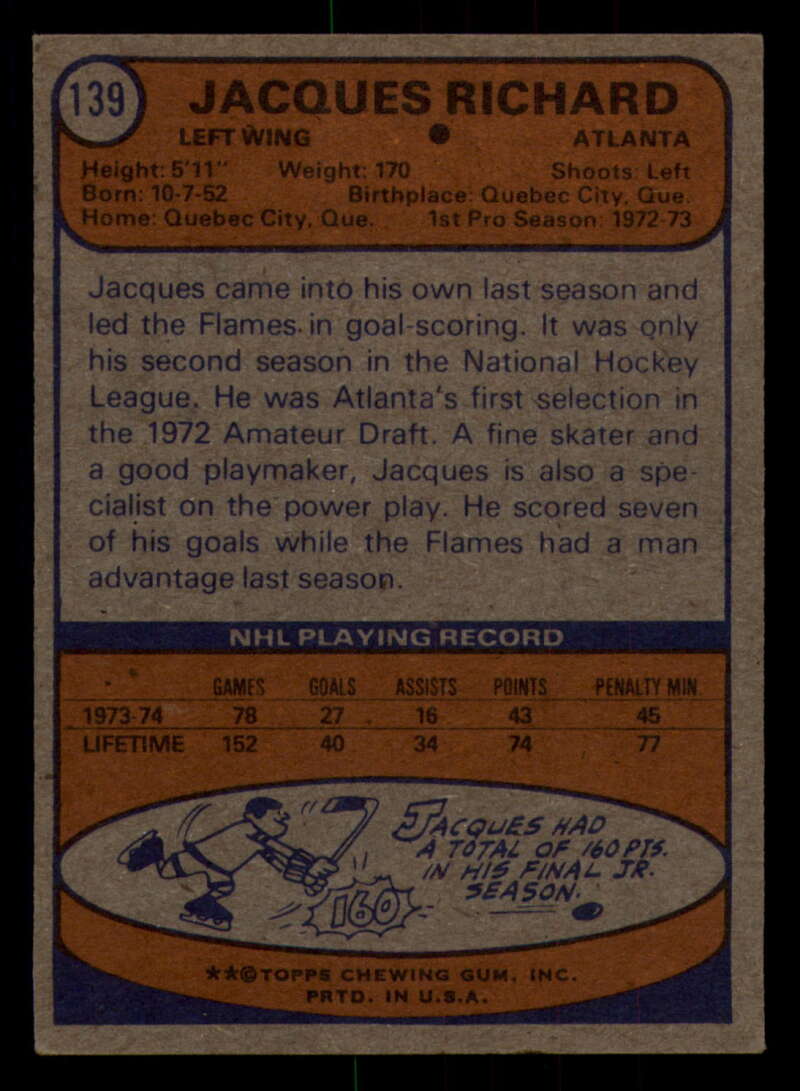 139
JACQUES RICHARD
LEFT WING ● ATLANTA
Height: 5'11" Weight: 170 Shoots: Left
Born: 10-7-52 Birthplace: Quebec City, Que.
Home: Quebec City, Que. 1st Pro Season: 1972-73
Jacques came into his own last season and
led the Flames in goal-scoring. It was only
his second season in the National Hockey
League. He was Atlanta's first selection in
the 1972 Amateur Draft. A fine skater and
a good playmaker, Jacques is also a spe-
cialist on the power play. He scored seven
of his goals while the Flames had a man
advantage last season.
NHL PLAYING RECORD
GAMES GOALS ASSISTS POINTS PENALTY MIN.
1973-74 78 27 16 43 45
LIFETIME 152 40 34 74 77
JACQUES HAD
A TOTAL OF 160 PTS.
IN HIS FINAL JR.
SEASON.
160
★★©TOPPS CHEWING GUM, INC.
PRTD. IN U.S.A.